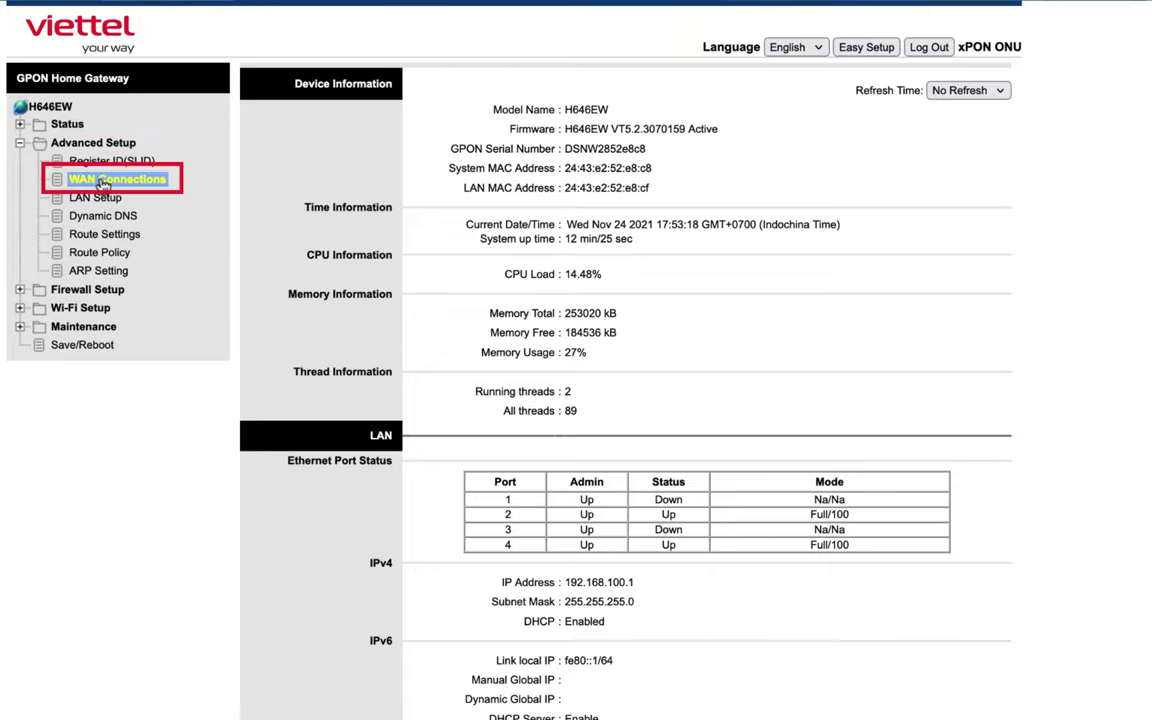 viettel
your way
Language English Easy Setup Log Out xPON ONU
GPON Home Gateway
H646EW
Status
Advanced Setup
Register ID(SLID)
WAN Connections
LAN Setup
Dynamic DNS
Route Settings
Route Policy
ARP Setting
Firewall Setup
Wi-Fi Setup
Maintenance
Save/Reboot
Device Information
Refresh Time: No Refresh
Model Name : H646EW
Firmware : H646EW VT5.2.3070159 Active
GPON Serial Number : DSNW2852e8c8
System MAC Address : 24:43:e2:52:e8:c8
LAN MAC Address : 24:43:e2:52:e8:cf
Time Information
Current Date/Time : Wed Nov 24 2021 17:53:18 GMT+0700 (Indochina Time)
System up time : 12 min/25 sec
CPU Information
CPU Load : 14.48%
Memory Information
Memory Total : 253020 kB
Memory Free : 184536 kB
Memory Usage : 27%
Thread Information
Running threads : 2
All threads : 89
LAN
Ethernet Port Status
Port Admin Status Mode
1 Up Down Na/Na
2 Up Up Full/100
3 Up Down Na/Na
4 Up Up Full/100
IPv4
IP Address : 192.168.100.1
Subnet Mask : 255.255.255.0
DHCP : Enabled
IPv6
Link local IP : fe80::1/64
Manual Global IP :
Dynamic Global IP :
DHCP Server : Enable